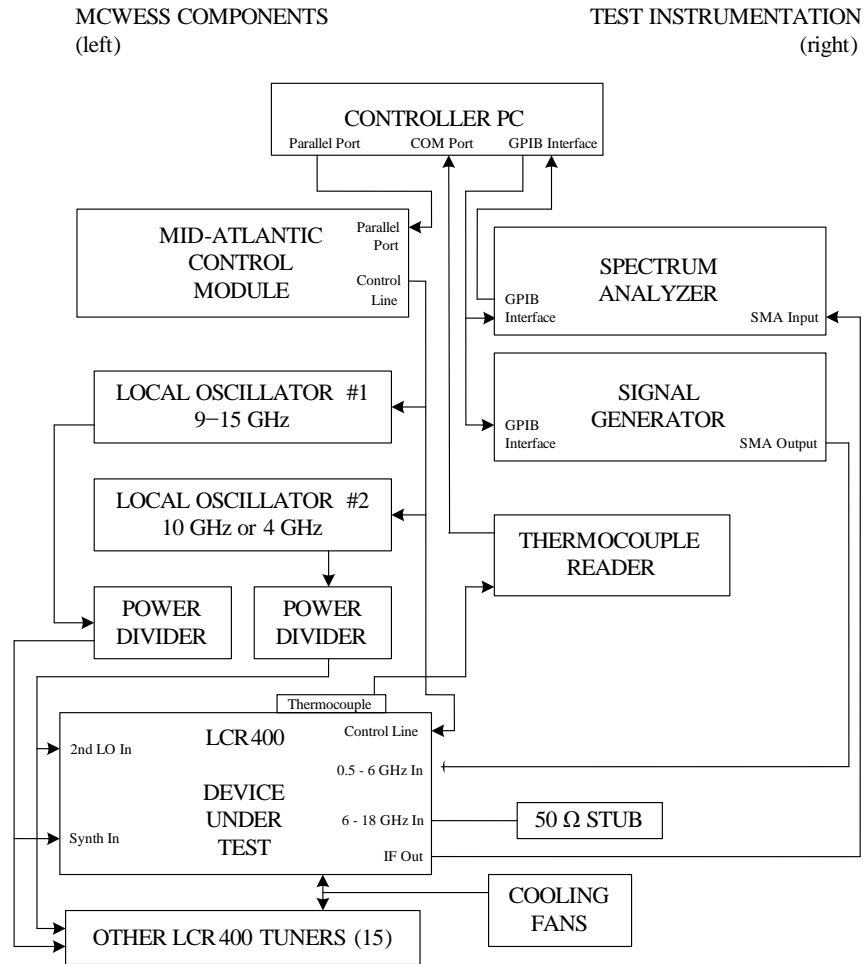 MCWESS COMPONENTS
(left)
TEST INSTRUMENTATION
(right)
CONTROLLER PC
Parallel Port
COM Port
GPIB Interface
MID-ATLANTIC
CONTROL
MODULE
Parallel
Port
Control
Line
SPECTRUM
ANALYZER
GPIB
Interface
SMA Input
LOCAL OSCILLATOR #1
9−15 GHz
SIGNAL
GENERATOR
GPIB
Interface
SMA Output
LOCAL OSCILLATOR #2
10 GHz or 4 GHz
THERMOCOUPLE
READER
POWER
DIVIDER
POWER
DIVIDER
Thermocouple
LCR400
DEVICE
UNDER
TEST
2nd LO In
Synth In
Control Line
0.5 - 6 GHz In
6 - 18 GHz In
IF Out
50 Ω STUB
COOLING
FANS
OTHER LCR400 TUNERS (15)